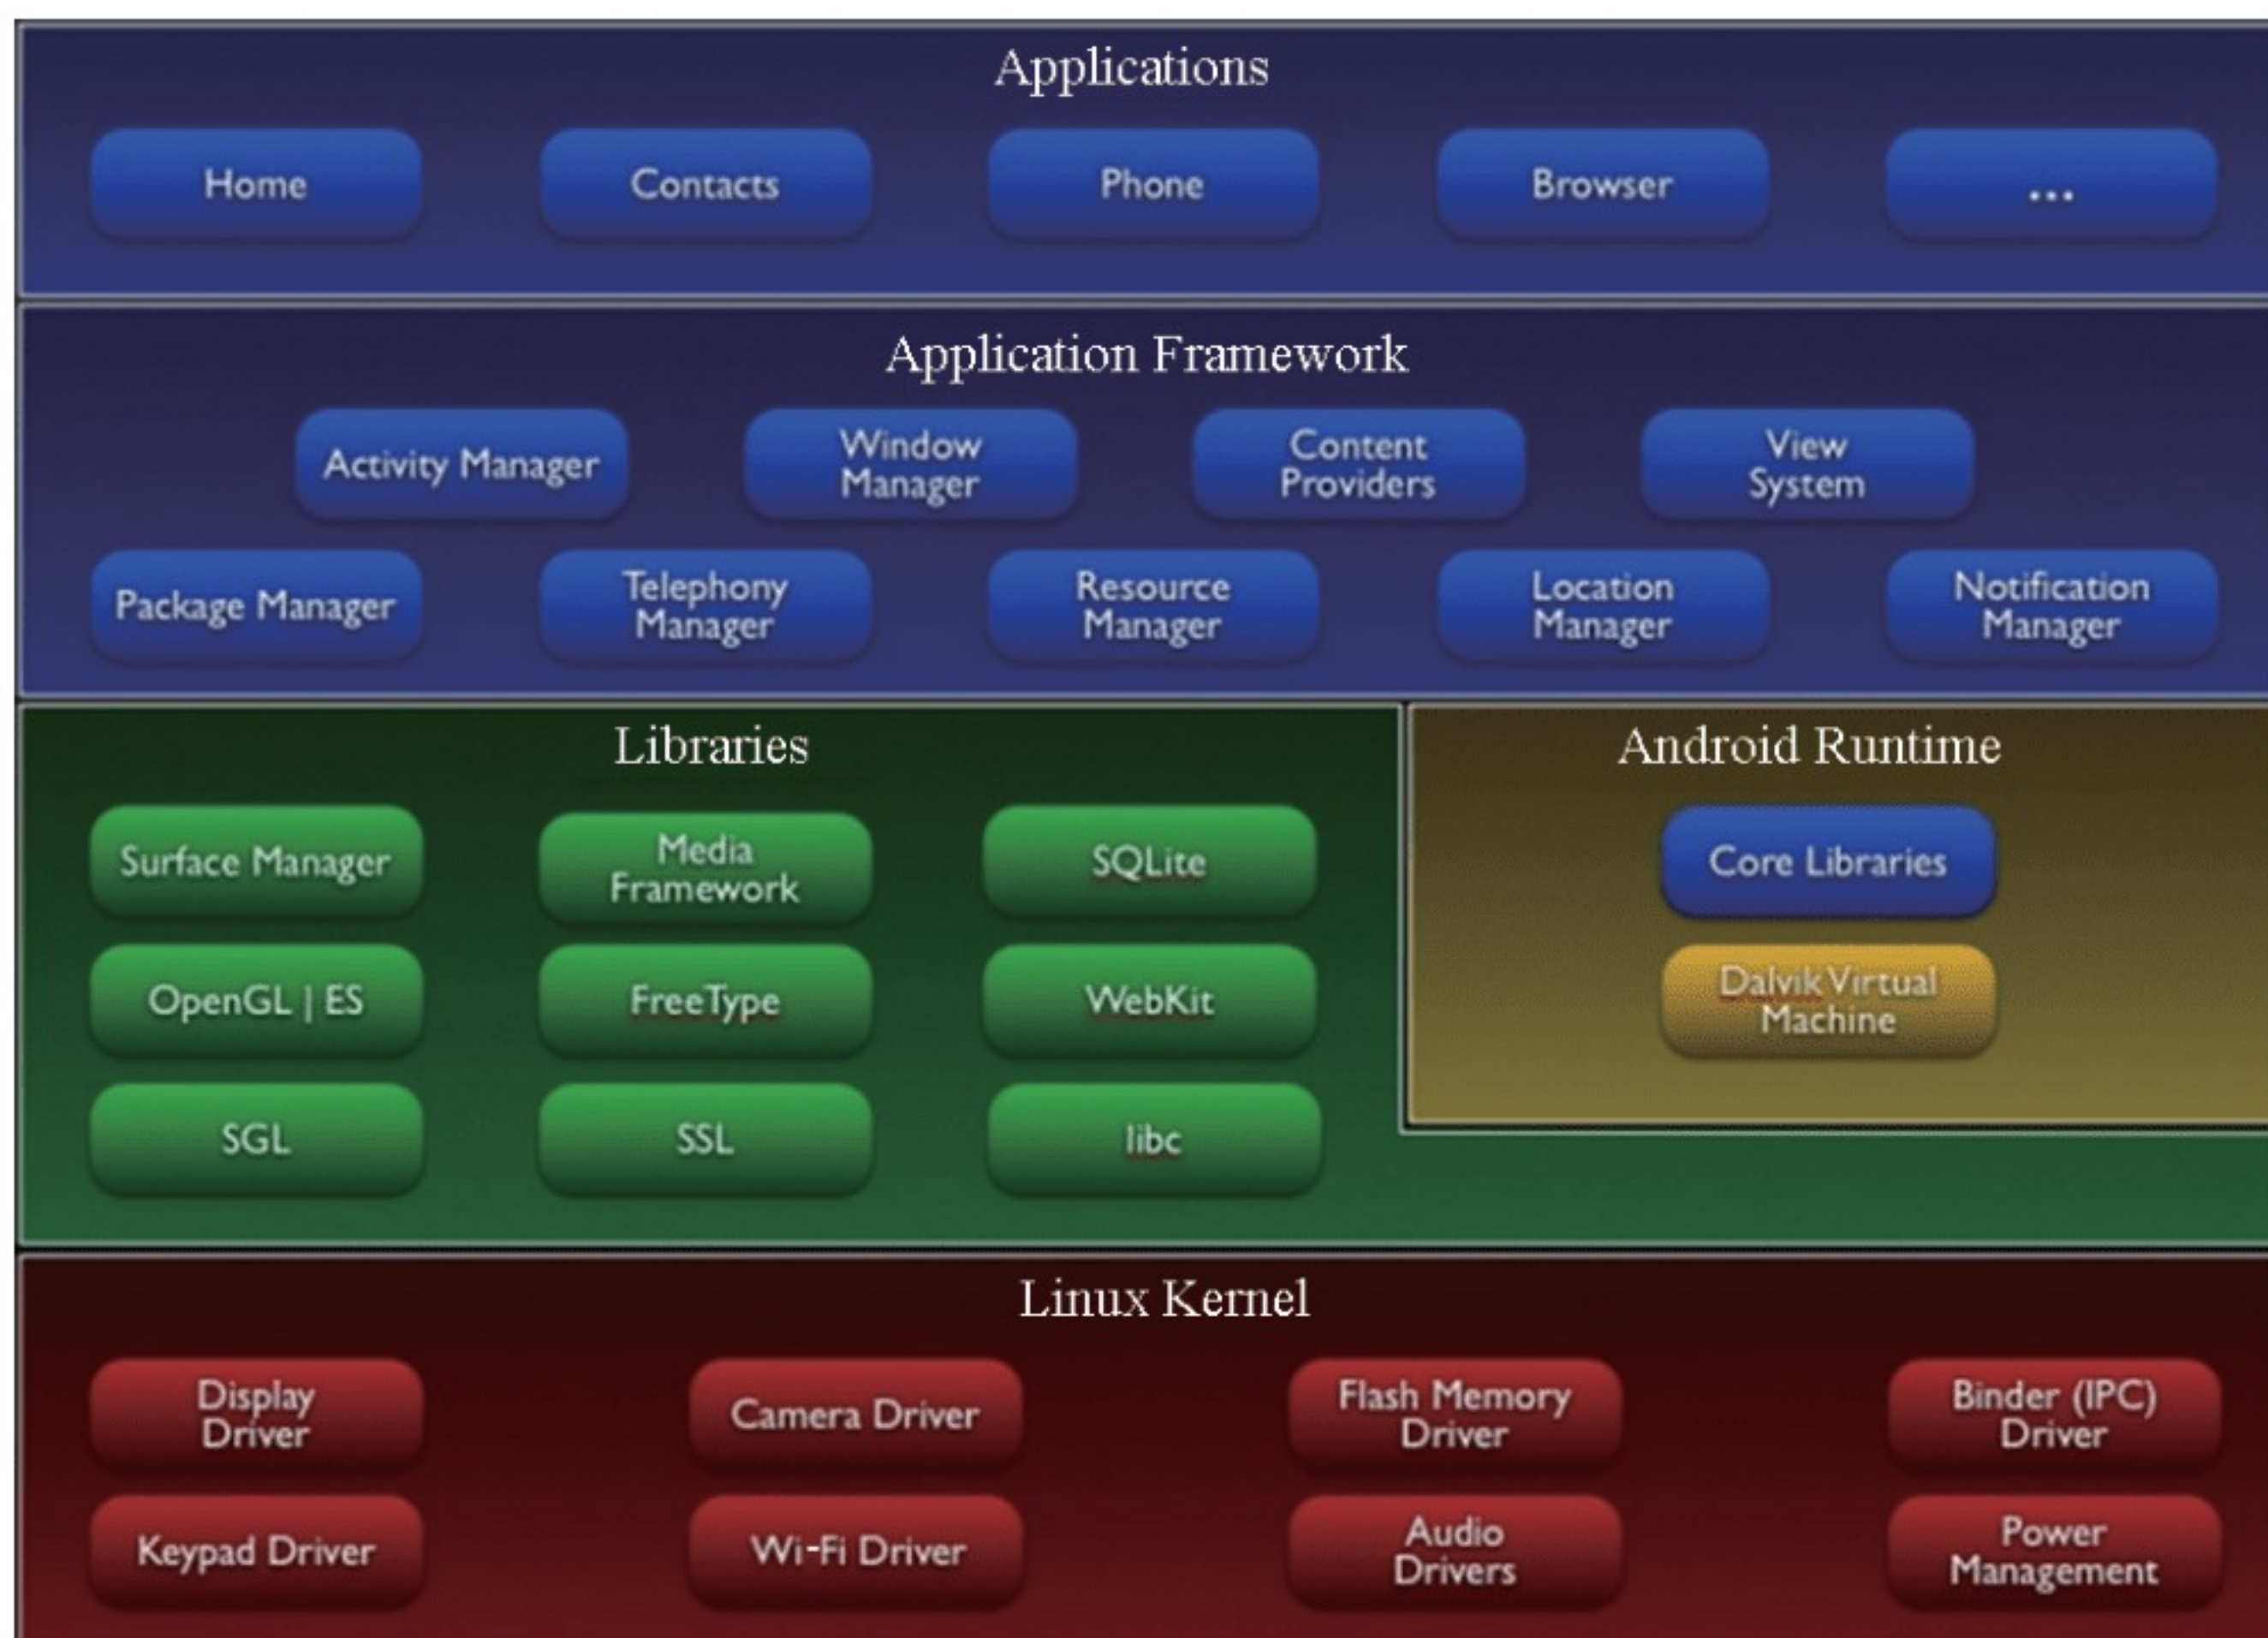 Applications
Home
Contacts
Phone
Browser
...
Application Framework
Activity Manager
Window
Manager
Content
Providers
View
System
Package Manager
Telephony
Manager
Resource
Manager
Location
Manager
Notification
Manager
Libraries
Surface Manager
Media
Framework
SQLite
OpenGL | ES
FreeType
WebKit
SGL
SSL
libc
Android Runtime
Core Libraries
Dalvik Virtual
Machine
Linux Kernel
Display
Driver
Camera Driver
Flash Memory
Driver
Binder (IPC)
Driver
Keypad Driver
Wi-Fi Driver
Audio
Drivers
Power
Management